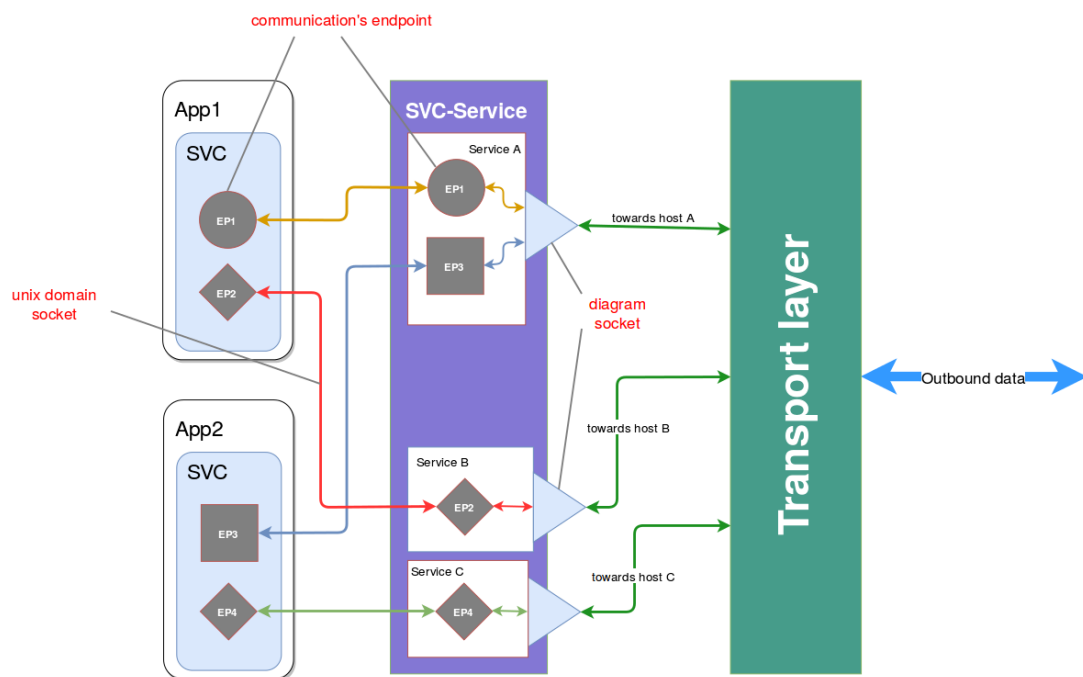 communication's endpoint
App1
SVC
EP1
EP2
unix domain
socket
App2
SVC
EP3
EP4
SVC-Service
Service A
EP1
EP3
Service B
EP2
Service C
EP4
towards host A
diagram
socket
towards host B
towards host C
Transport layer
Outbound data